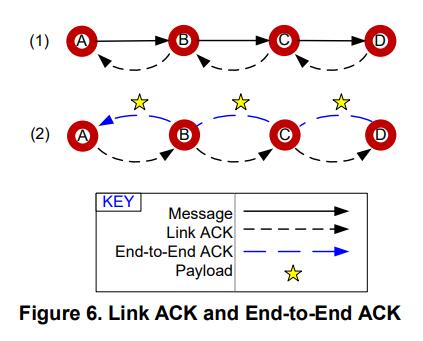 (1) A B C D
(2) A B C D
KEY
Message
Link ACK
End-to-End ACK
Payload
Figure 6. Link ACK and End-to-End ACK